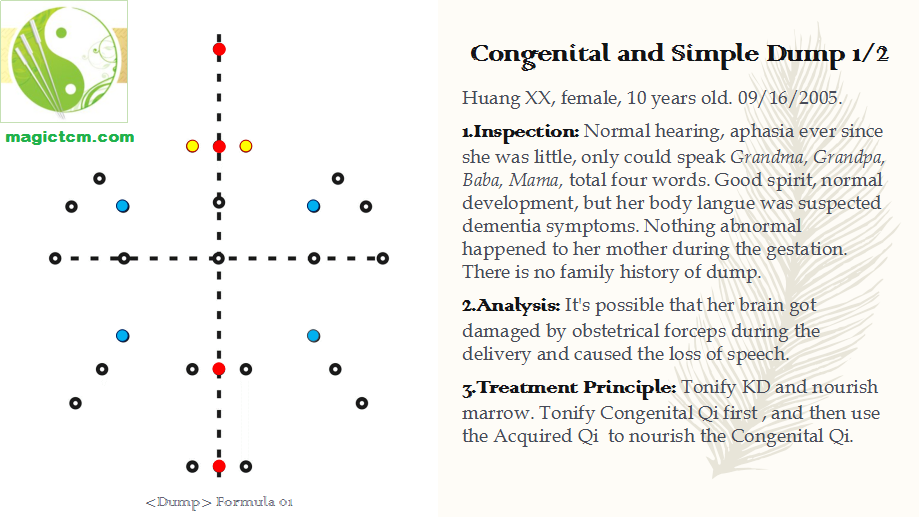 magictcm.com
<Dump> Formula 01
Congenital and Simple Dump 1/2
Huang XX, female, 10 years old. 09/16/2005.
1.Inspection: Normal hearing, aphasia ever since
she was little, only could speak Grandma, Grandpa,
Baba, Mama, total four words. Good spirit, normal
development, but her body langue was suspected
dementia symptoms. Nothing abnormal
happened to her mother during the gestation.
There is no family history of dump.
2.Analysis: It's possible that her brain got
damaged by obstetrical forceps during the
delivery and caused the loss of speech.
3.Treatment Principle: Tonify KD and nourish
marrow. Tonify Congenital Qi first , and then use
the Acquired Qi  to nourish the Congenital Qi.